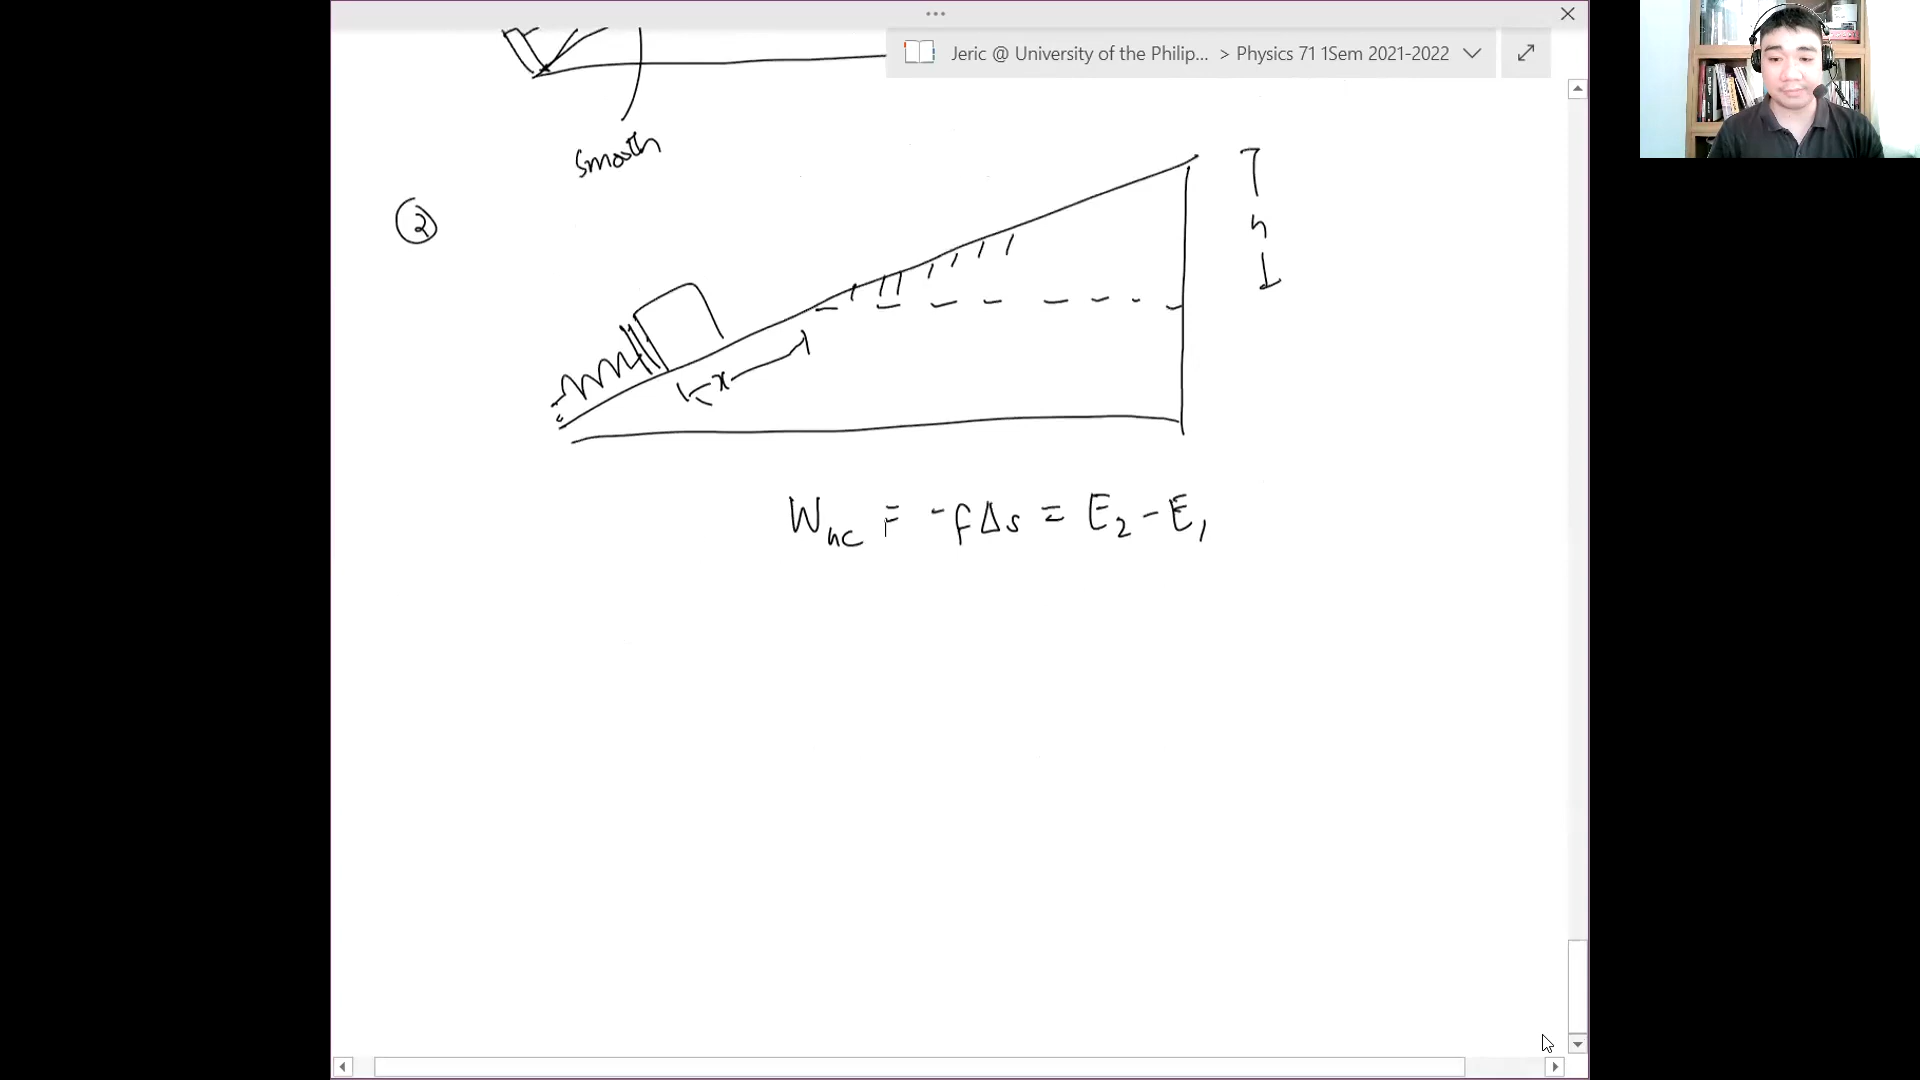 Jeric @ University of the Philip... > Physics 71 1Sem 2021-2022
smooth
2
h
x
W_nc = -fΔs = E_2 - E_1